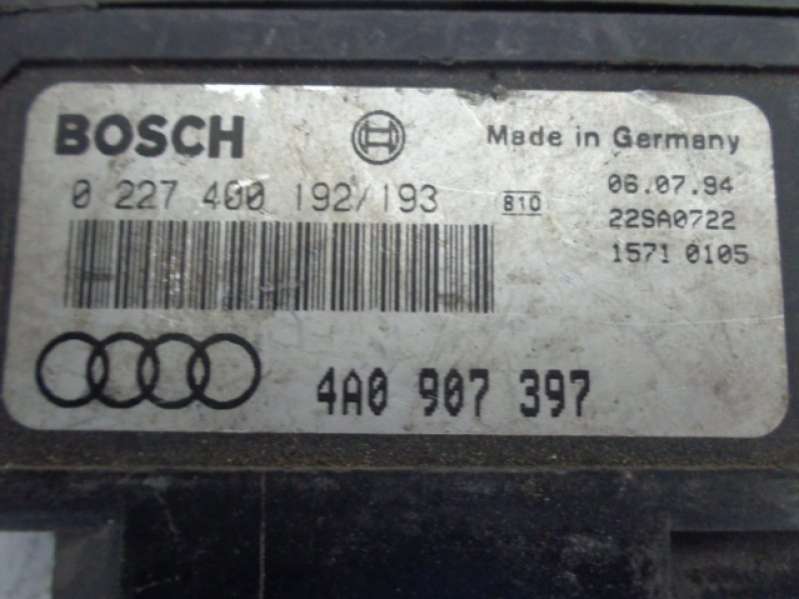 BOSCH
Made in Germany
0 227 400 192/193
810
06.07.94
22SA0722
1571 0105
4A0 907 397